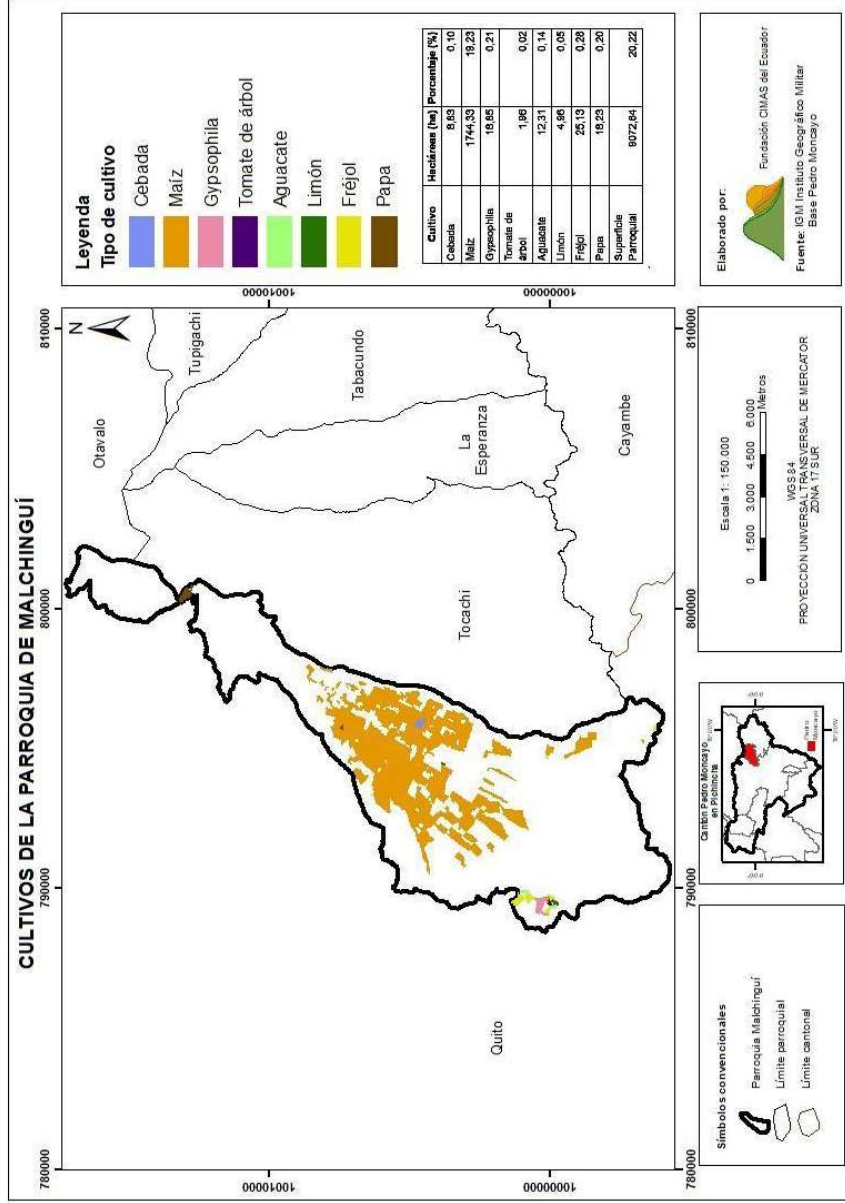 CULTIVOS DE LA PARROQUIA DE MALCHINGUÍ
780000
790000
800000
810000
N
10010000
10000000
Otavalo
Tupigachi
Tabacundo
La
Esperanza
Cayambe
Tocachi
Quito
780000
790000
800000
810000
10010000
10000000
Leyenda
Tipo de cultivo
Cebada
Maíz
Gypsophila
Tomate de árbol
Aguacate
Limón
Fréjol
Papa
Cultivo Hectáreas (ha) Porcentaje (%)
Cebada 8,83 0,10
Maíz 1744,33 19,23
Gypsophila 18,85 0,21
Tomate de
árbol 1,96 0,02
Aguacate 12,31 0,14
Limón 4,96 0,05
Fréjol 25,13 0,28
Papa 18,23 0,20
Superficie
Parroquial 9072,64 20,22
Símbolos convencionales
Parroquia Malchinguí
Límite parroquial
Límite cantonal
Cantón Pedro Moncayo
en Pichincha
Pedro
Moncayo
Escala 1: 150.000
0 1.500 3.000 4.500 6.000
Metros
WGS 84
PROYECCION UNIVERSAL TRANSVERSAL DE MERCATOR
ZONA 17 SUR
Elaborado por:
Fundación CIMAS del Ecuador
Fuente: IGM Instituto Geográfico Militar
Base Pedro Moncayo